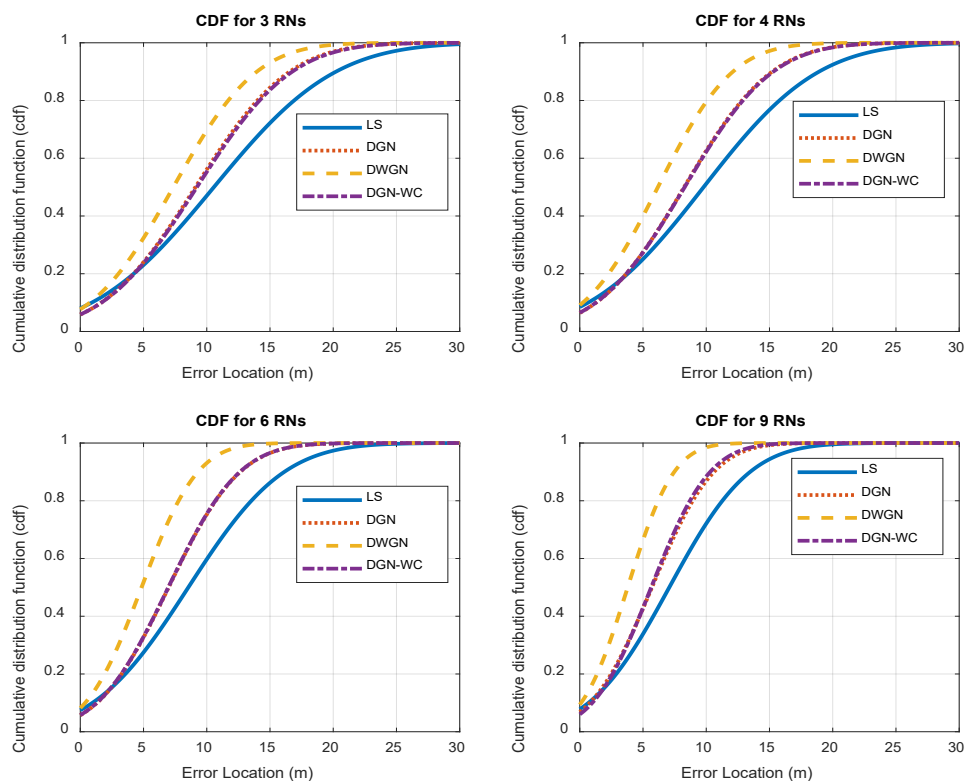 CDF for 3 RNs
Cumulative distribution function (cdf)
1
0.8
0.6
0.4
0.2
0
LS
DGN
DWGN
DGN-WC
0 5 10 15 20 25 30
Error Location (m)
CDF for 4 RNs
Cumulative distribution function (cdf)
1
0.8
0.6
0.4
0.2
0
LS
DGN
DWGN
DGN-WC
0 5 10 15 20 25 30
Error Location (m)
CDF for 6 RNs
Cumulative distribution function (cdf)
1
0.8
0.6
0.4
0.2
0
LS
DGN
DWGN
DGN-WC
0 5 10 15 20 25 30
Error Location (m)
CDF for 9 RNs
Cumulative distribution function (cdf)
1
0.8
0.6
0.4
0.2
0
LS
DGN
DWGN
DGN-WC
0 5 10 15 20 25 30
Error Location (m)